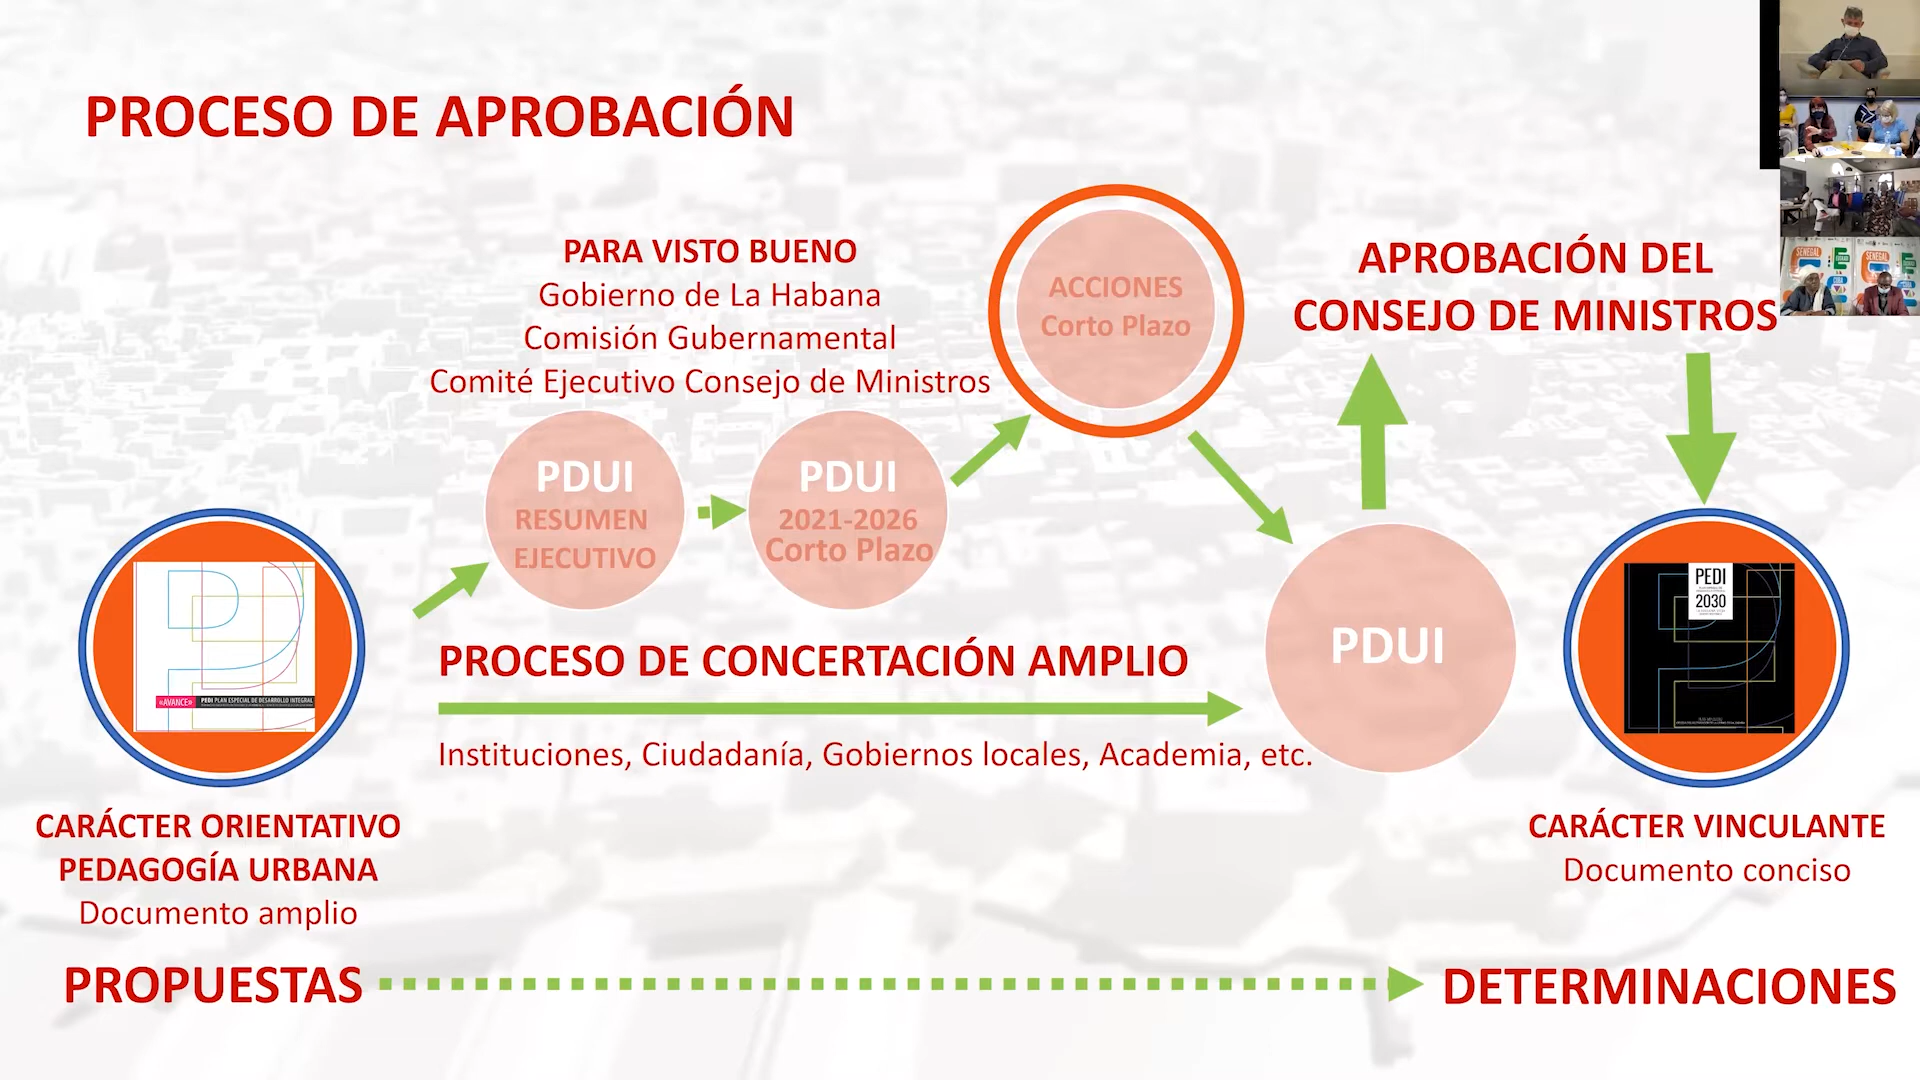 PROCESO DE APROBACIÓN
PARA VISTO BUENO
Gobierno de La Habana
Comisión Gubernamental
Comité Ejecutivo Consejo de Ministros
ACCIONES
Corto Plazo
APROBACIÓN DEL
CONSEJO DE MINISTROS
SENEGAL
SENEGAL
PDUI
RESUMEN
EJECUTIVO
PDUI
2021-2026
Corto Plazo
«AVANCE» PEDI PLAN ESPECIAL DE DESARROLLO INTEGRAL
PROCESO DE CONCERTACIÓN AMPLIO
Instituciones, Ciudadanía, Gobiernos locales, Academia, etc.
PDUI
PEDI
2030
CARÁCTER ORIENTATIVO
PEDAGOGÍA URBANA
Documento amplio
CARÁCTER VINCULANTE
Documento conciso
PROPUESTAS
DETERMINACIONES